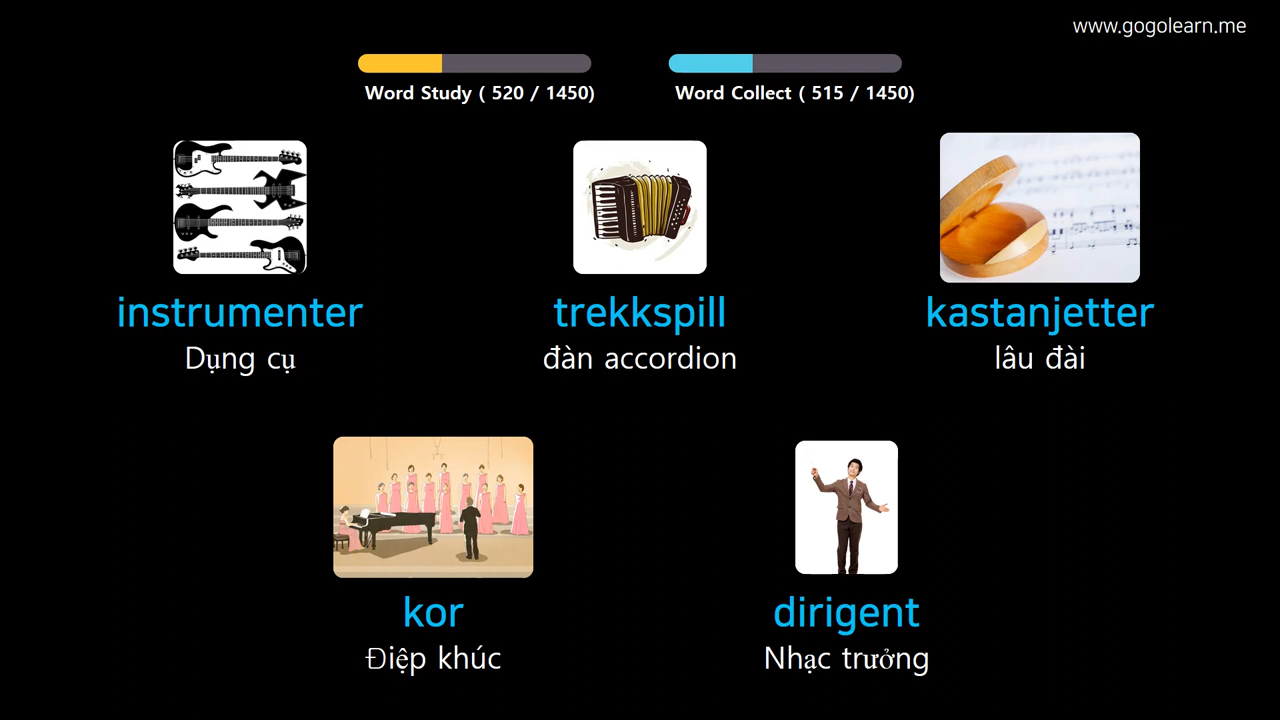 www.gogolearn.me
Word Study ( 520 / 1450)
Word Collect ( 515 / 1450)
instrumenter
trekkspill
kastanjetter
Dụng cụ
đàn accordion
lâu đài
kor
dirigent
Điệp khúc
Nhạc trưởng